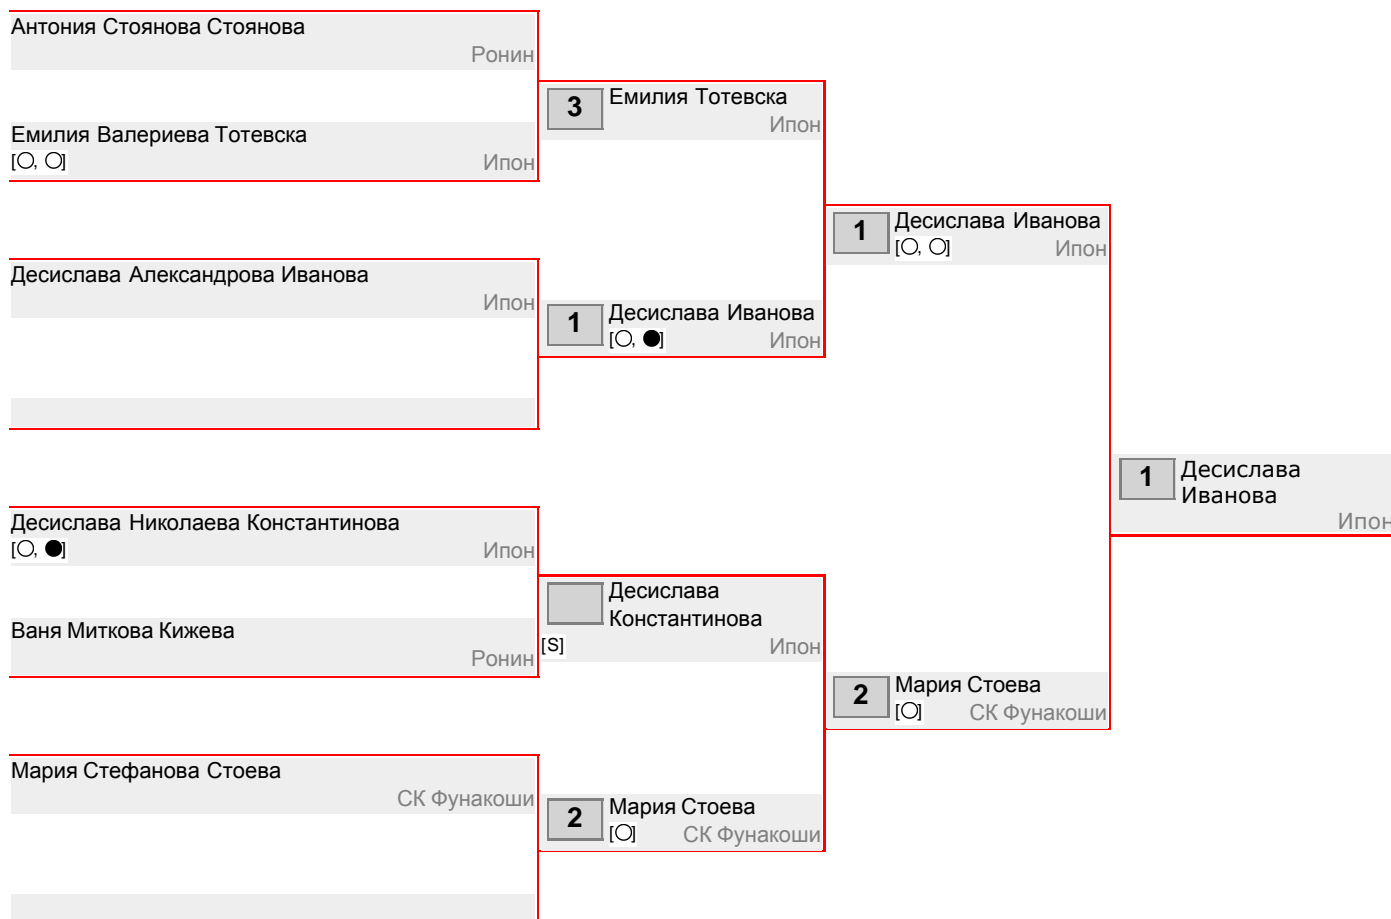 Антония Стоянова Стоянова
Ронин
Емилия Валериева Тотевска
[○, ○] Ипон
Десислава Александрова Иванова
Ипон
Десислава Николаева Константинова
[○, ●] Ипон
Ваня Миткова Кижева
Ронин
Мария Стефанова Стоева
СК Фунакоши
3 Емилия Тотевска
Ипон
1 Десислава Иванова
[○, ●] Ипон
Десислава
Константинова
[S] Ипон
2 Мария Стоева
[○] СК Фунакоши
1 Десислава Иванова
[○, ○] Ипон
2 Мария Стоева
[○] СК Фунакоши
1 Десислава
Иванова
Ипон